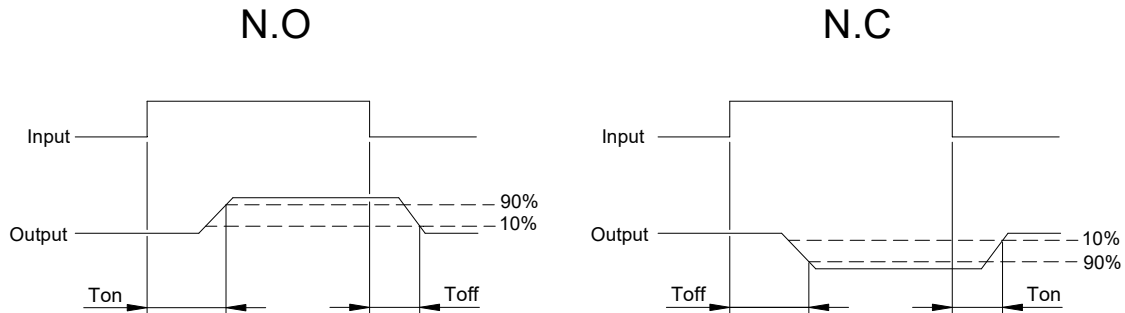 N.O
Input
90%
10%
Output
Ton
Toff
N.C
Input
Output
10%
90%
Toff
Ton